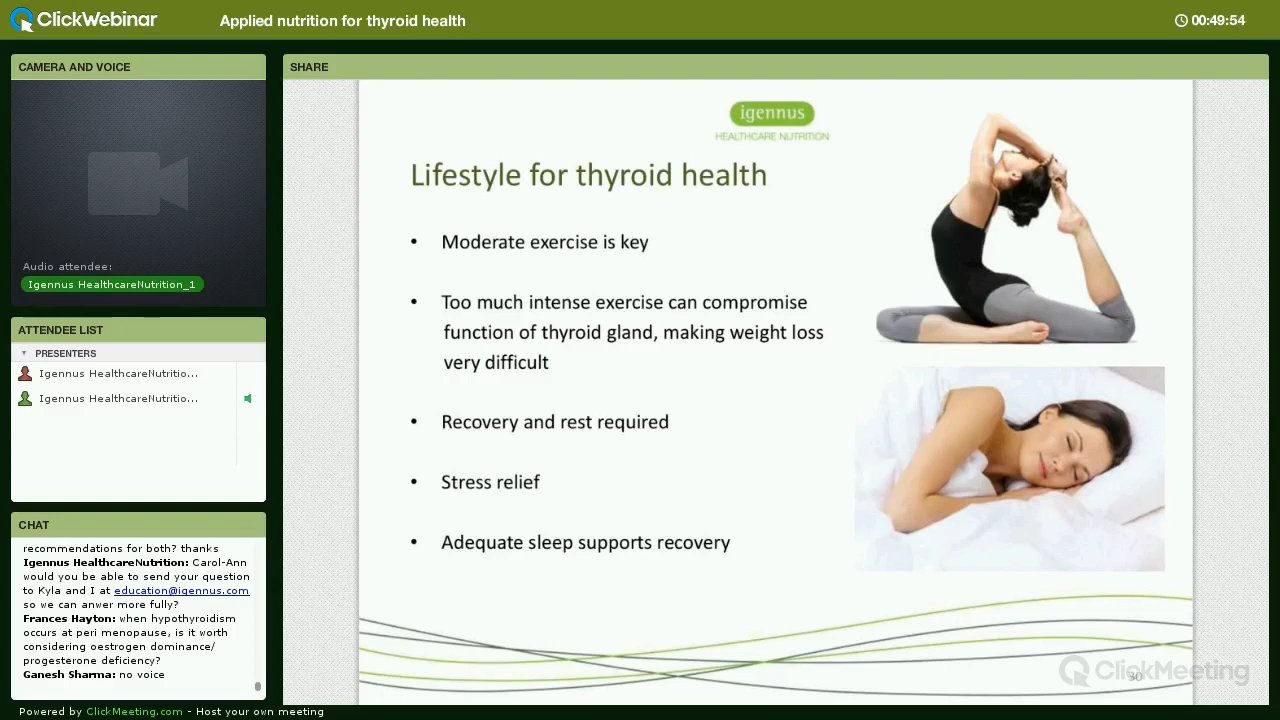 ClickWebinar
Applied nutrition for thyroid health
00:49:54
CAMERA AND VOICE
Audio attendee:
Igennus HealthcareNutrition_1
ATTENDEE LIST
PRESENTERS
Igennus HealthcareNutritio...
Igennus HealthcareNutritio...
CHAT
recommendations for both? thanks
Igennus HealthcareNutrition: Carol-Ann
would you be able to send your question
to Kyla and I at education@igennus.com
so we can anwer more fully?
Frances Hayton: when hypothyroidism
occurs at peri menopause, is it worth
considering oestrogen dominance/
progesterone deficiency?
Ganesh Sharma: no voice
SHARE
igennus
HEALTHCARE NUTRITION
Lifestyle for thyroid health
• Moderate exercise is key
• Too much intense exercise can compromise
function of thyroid gland, making weight loss
very difficult
• Recovery and rest required
• Stress relief
• Adequate sleep supports recovery
ClickMeeting
30
Powered by ClickMeeting.com - Host your own meeting